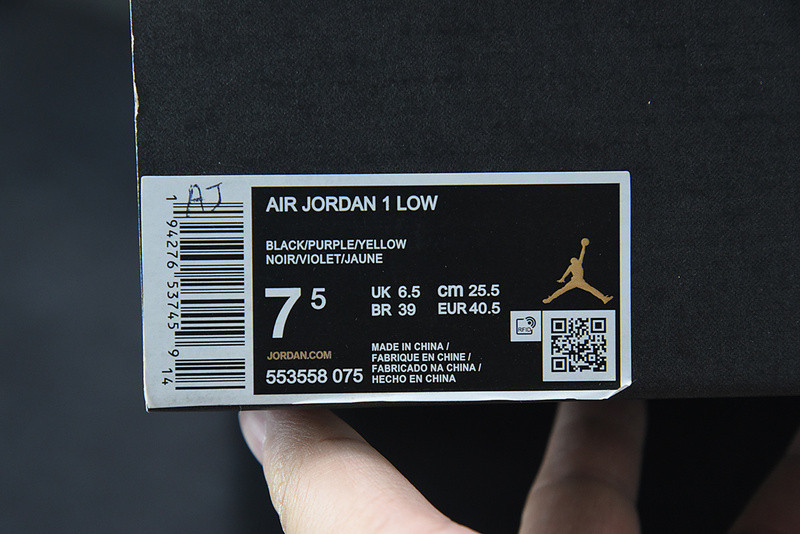 AJ
1 94276 53745 9 14
AIR JORDAN 1 LOW
BLACK/PURPLE/YELLOW
NOIR/VIOLET/JAUNE
7 5
UK 6.5 cm 25.5
BR 39 EUR 40.5
JORDAN.COM
553558 075
MADE IN CHINA /
FABRIQUE EN CHINE /
FABRICADO NA CHINA /
HECHO EN CHINA
RFID